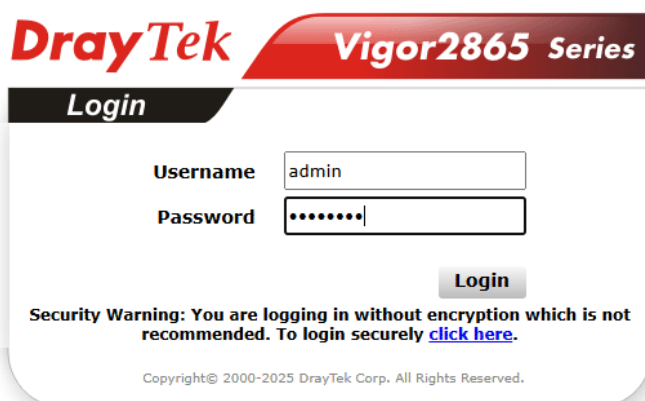 DrayTek Vigor2865 Series
Login
Username admin
Password ••••••••
Login
Security Warning: You are logging in without encryption which is not
recommended. To login securely click here.
Copyright© 2000-2025 DrayTek Corp. All Rights Reserved.